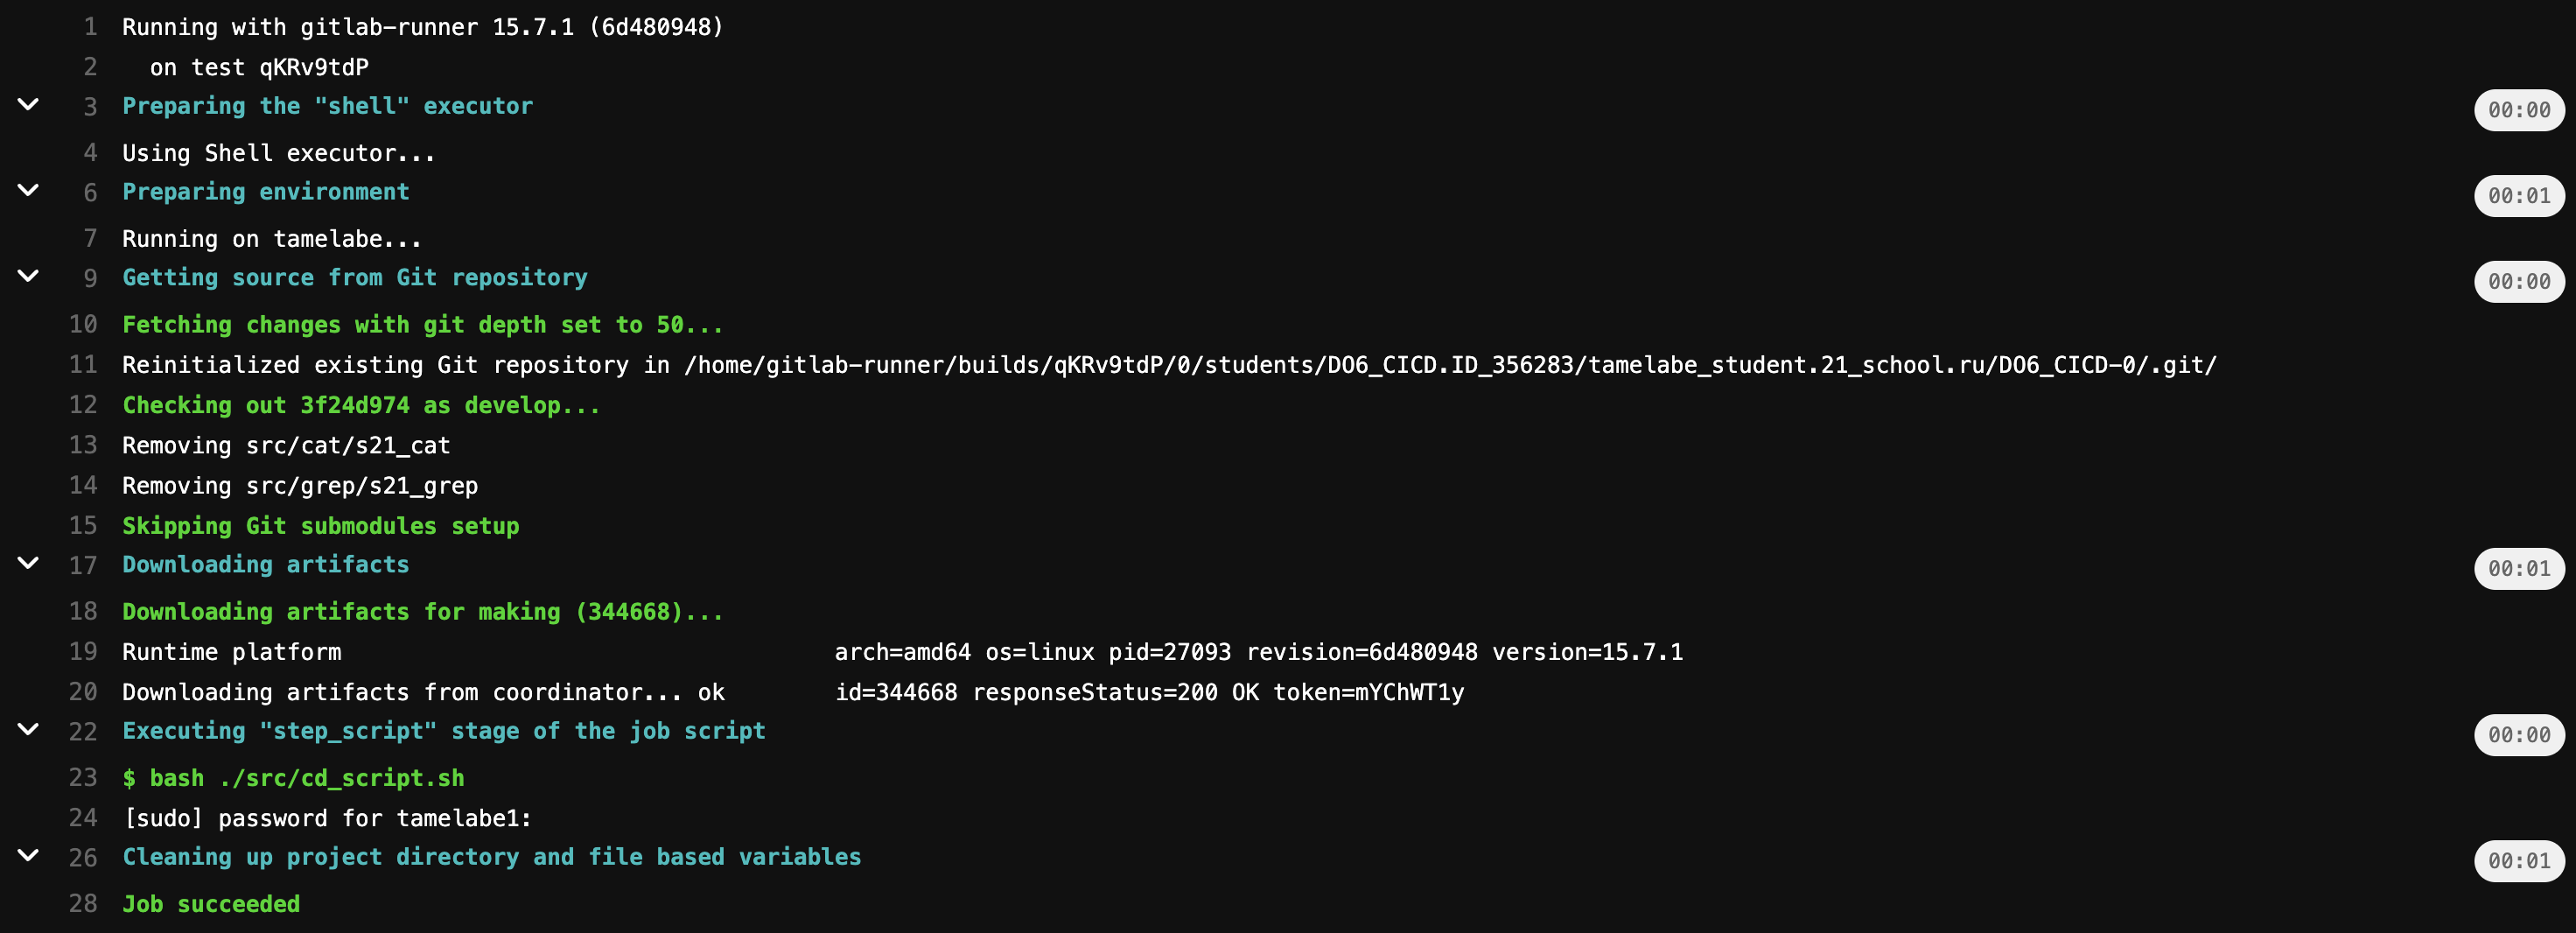 1 Running with gitlab-runner 15.7.1 (6d480948)
2 on test qKRv9tdP
3 Preparing the "shell" executor 00:00
4 Using Shell executor...
6 Preparing environment 00:01
7 Running on tamelabe...
9 Getting source from Git repository 00:00
10 Fetching changes with git depth set to 50...
11 Reinitialized existing Git repository in /home/gitlab-runner/builds/qKRv9tdP/0/students/DO6_CICD.ID_356283/tamelabe_student.21_school.ru/DO6_CICD-0/.git/
12 Checking out 3f24d974 as develop...
13 Removing src/cat/s21_cat
14 Removing src/grep/s21_grep
15 Skipping Git submodules setup
17 Downloading artifacts 00:01
18 Downloading artifacts for making (344668)...
19 Runtime platform arch=amd64 os=linux pid=27093 revision=6d480948 version=15.7.1
20 Downloading artifacts from coordinator... ok id=344668 responseStatus=200 OK token=mYChWT1y
22 Executing "step_script" stage of the job script 00:00
23 $ bash ./src/cd_script.sh
24 [sudo] password for tamelabe1:
26 Cleaning up project directory and file based variables 00:01
28 Job succeeded